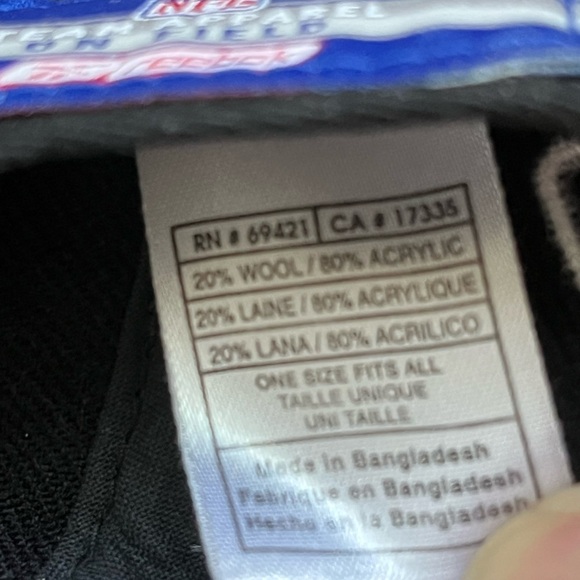 NFL
TEAM APPAREL
ON FIELD
Reebok
RN # 69421 CA # 17335
20% WOOL / 80% ACRYLIC
20% LAINE / 80% ACRYLIQUE
20% LANA / 80% ACRILICO
ONE SIZE FITS ALL
TAILLE UNIQUE
UNI TAILLE
Made in Bangladesh
Fabrique en Bangladesh
Hecho en la Bangladesh